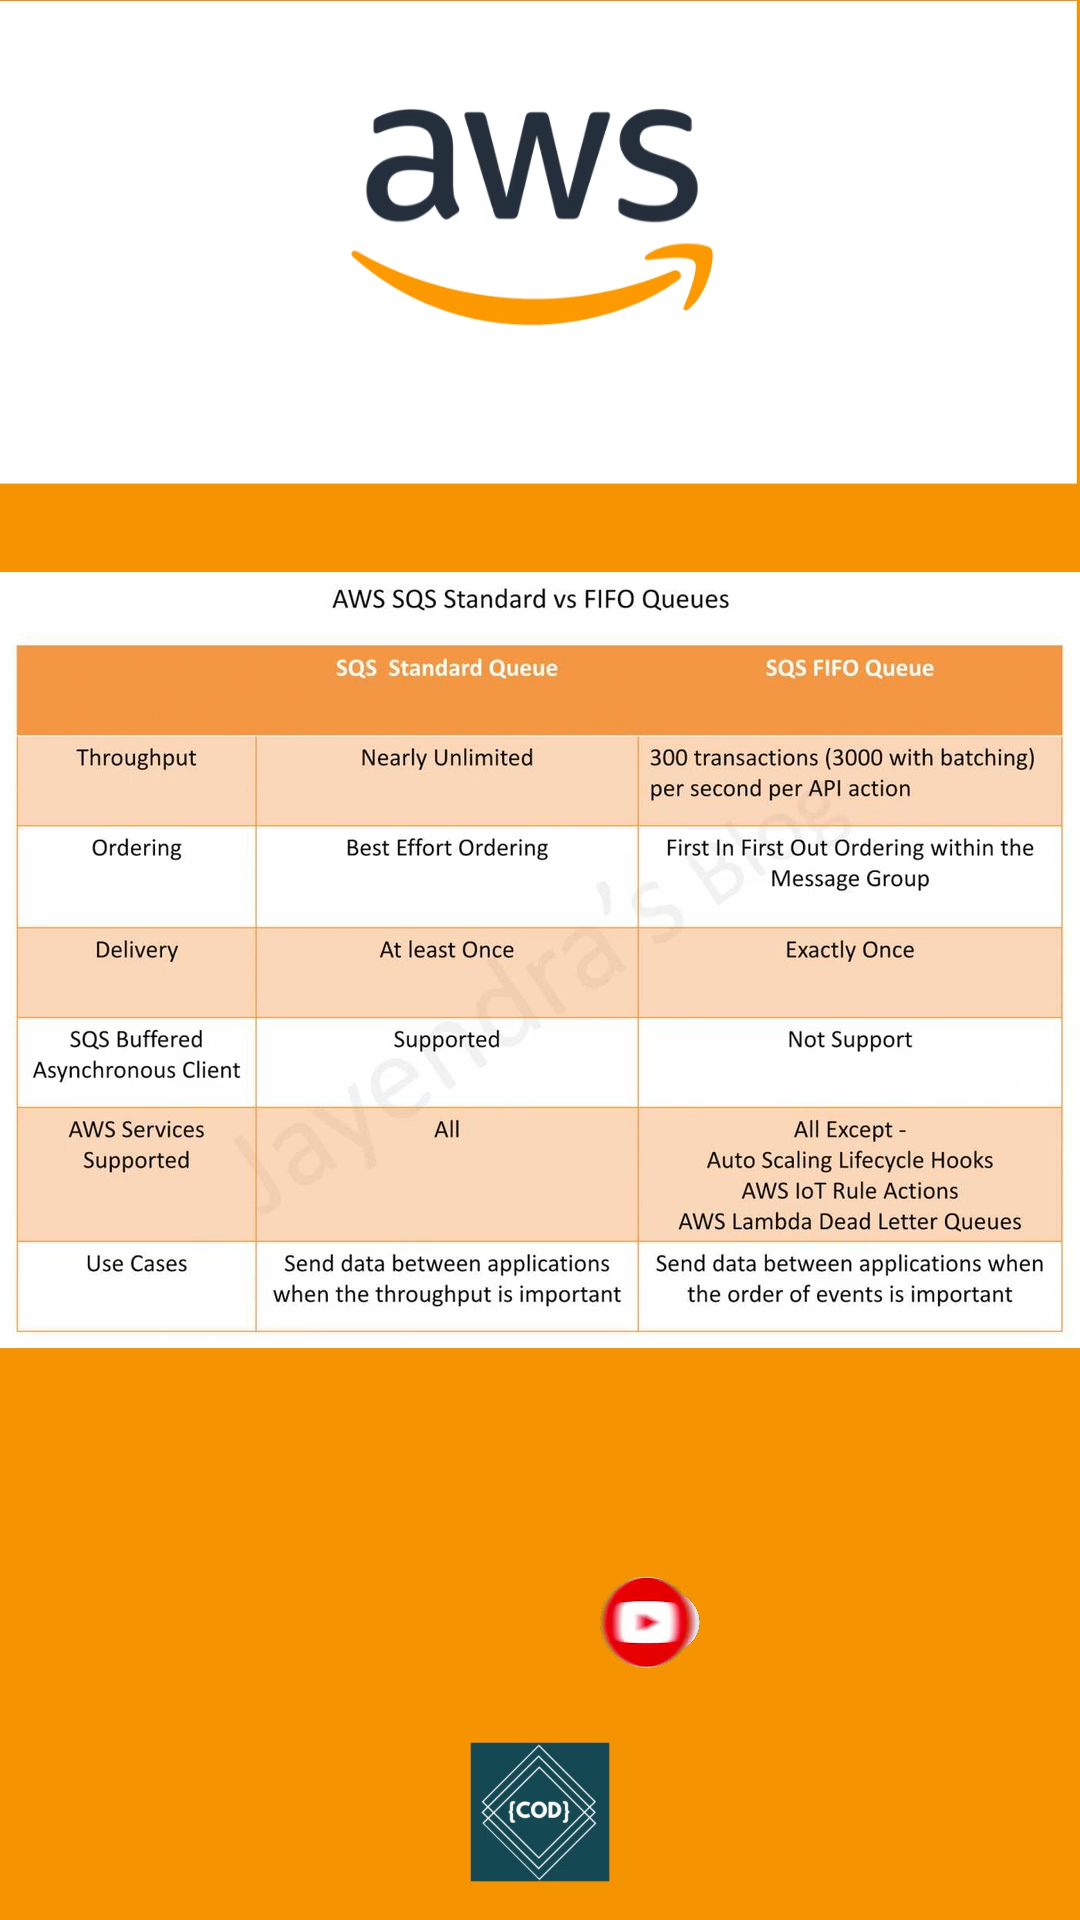 aws
AWS SQS Standard vs FIFO Queues
SQS Standard Queue
SQS FIFO Queue
Throughput
Nearly Unlimited
300 transactions (3000 with batching)
per second per API action
Ordering
Best Effort Ordering
First In First Out Ordering within the
Message Group
Delivery
At least Once
Exactly Once
SQS Buffered
Asynchronous Client
Supported
Not Support
AWS Services
Supported
All
All Except -
Auto Scaling Lifecycle Hooks
AWS IoT Rule Actions
AWS Lambda Dead Letter Queues
Use Cases
Send data between applications
when the throughput is important
Send data between applications when
the order of events is important
Jayendra's Blog
{COD}